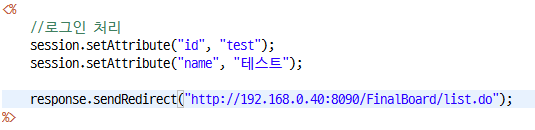 <%
//로그인 처리
session.setAttribute("id", "test");
session.setAttribute("name", "테스트");
response.sendRedirect("http://192.168.0.40:8090/FinalBoard/list.do");
%>